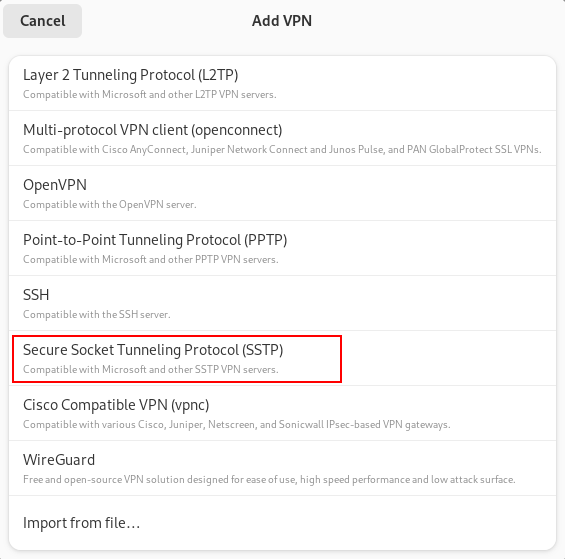 Cancel
Add VPN
Layer 2 Tunneling Protocol (L2TP)
Compatible with Microsoft and other L2TP VPN servers.
Multi-protocol VPN client (openconnect)
Compatible with Cisco AnyConnect, Juniper Network Connect and Junos Pulse, and PAN GlobalProtect SSL VPNs.
OpenVPN
Compatible with the OpenVPN server.
Point-to-Point Tunneling Protocol (PPTP)
Compatible with Microsoft and other PPTP VPN servers.
SSH
Compatible with the SSH server.
Secure Socket Tunneling Protocol (SSTP)
Compatible with Microsoft and other SSTP VPN servers.
Cisco Compatible VPN (vpnc)
Compatible with various Cisco, Juniper, Netscreen, and Sonicwall IPsec-based VPN gateways.
WireGuard
Free and open-source VPN solution designed for ease of use, high speed performance and low attack surface.
Import from file…